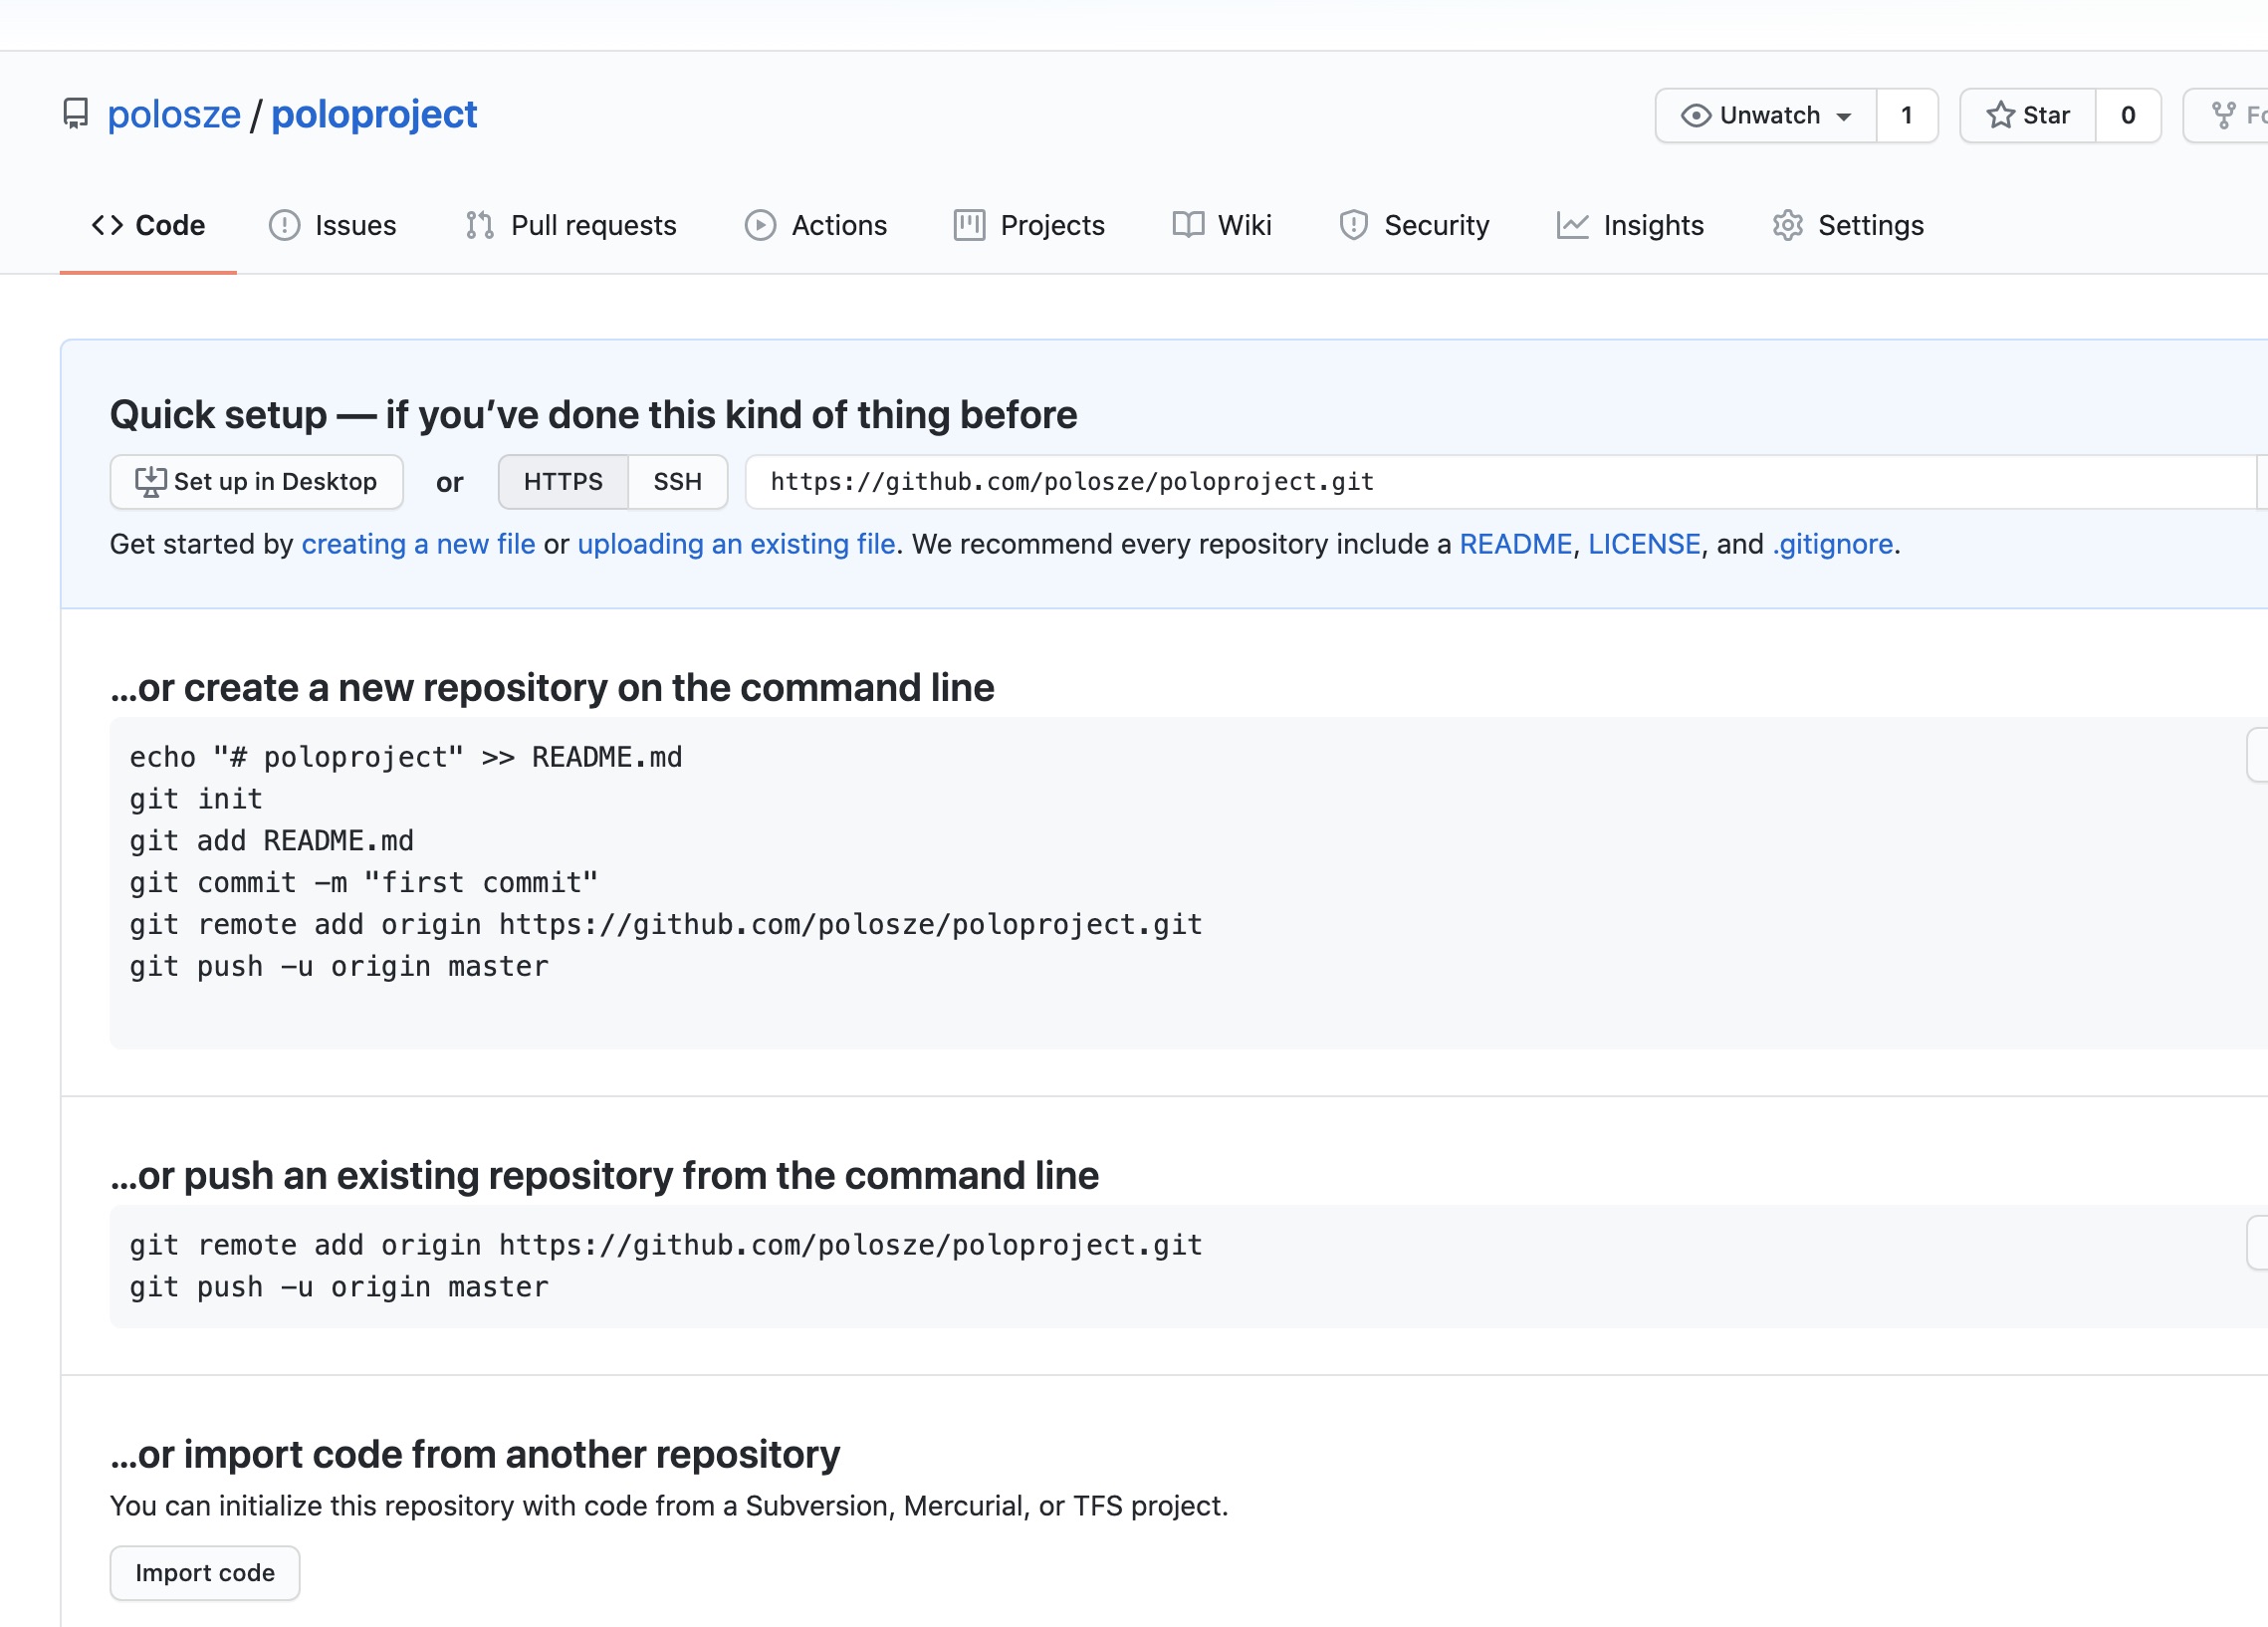 polosze / poloproject
Unwatch 1 Star 0
Code Issues Pull requests Actions Projects Wiki Security Insights Settings
Quick setup — if you’ve done this kind of thing before
Set up in Desktop or HTTPS SSH https://github.com/polosze/poloproject.git
Get started by creating a new file or uploading an existing file. We recommend every repository include a README, LICENSE, and .gitignore.
…or create a new repository on the command line
echo "# poloproject" >> README.md
git init
git add README.md
git commit -m "first commit"
git remote add origin https://github.com/polosze/poloproject.git
git push -u origin master
…or push an existing repository from the command line
git remote add origin https://github.com/polosze/poloproject.git
git push -u origin master
…or import code from another repository
You can initialize this repository with code from a Subversion, Mercurial, or TFS project.
Import code